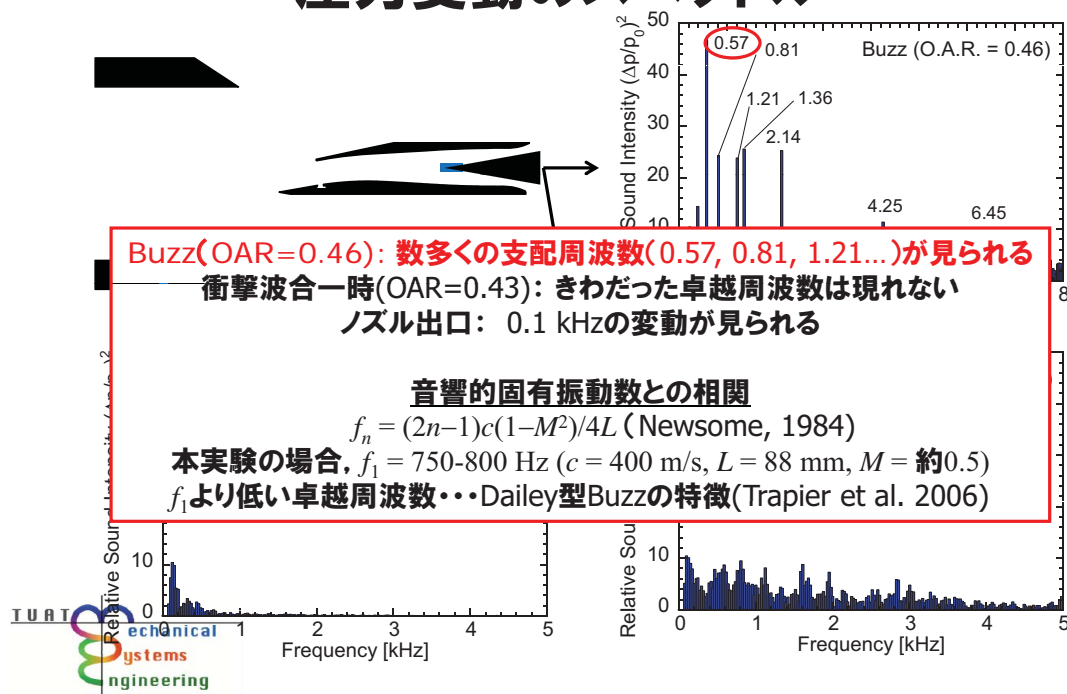 50
Relative Sound Intensity (Δp/p0)²
0.57
0.81
Buzz (O.A.R. = 0.46)
40
1.21
1.36
30
2.14
20
4.25
6.45
10
8
Buzz(OAR=0.46): 数多くの支配周波数(0.57, 0.81, 1.21...)が見られる
衝撃波合一時(OAR=0.43): きわだった卓越周波数は現れない
ノズル出口: 0.1 kHzの変動が見られる
音響的固有振動数との相関
fn = (2n−1)c(1−M²)/4L (Newsome, 1984)
本実験の場合, f1 = 750-800 Hz (c = 400 m/s, L = 88 mm, M = 約0.5)
f1より低い卓越周波数・・・Dailey型Buzzの特徴(Trapier et al. 2006)
10
0
0 1 2 3 4 5
Frequency [kHz]
Relative Sou
10
0
0 1 2 3 4 5
Frequency [kHz]
Relative Sou
TUAT
Mechanical
Systems
Engineering